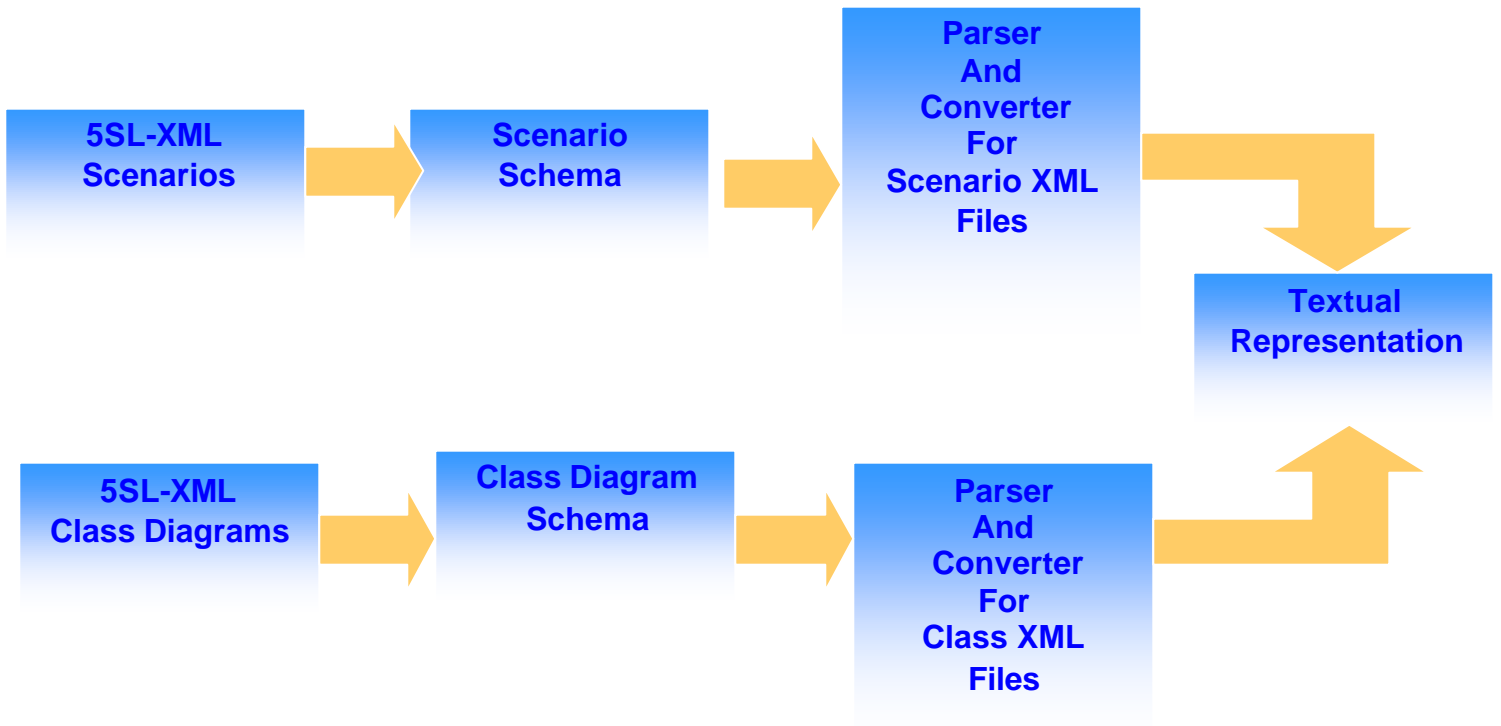 5SL-XML
Scenarios
Scenario
Schema
Parser
And
Converter
For
Scenario XML
Files
Textual
Representation
5SL-XML
Class Diagrams
Class Diagram
Schema
Parser
And
Converter
For
Class XML
Files